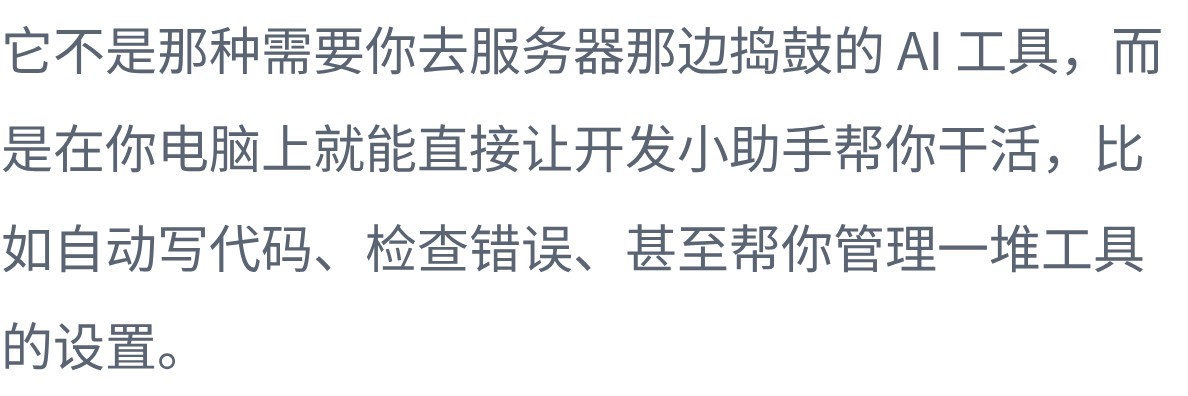 它不是那种需要你去服务器那边捣鼓的 AI 工具，而
是在你电脑上就能直接让开发小助手帮你干活，比
如自动写代码、检查错误、甚至帮你管理一堆工具
的设置。